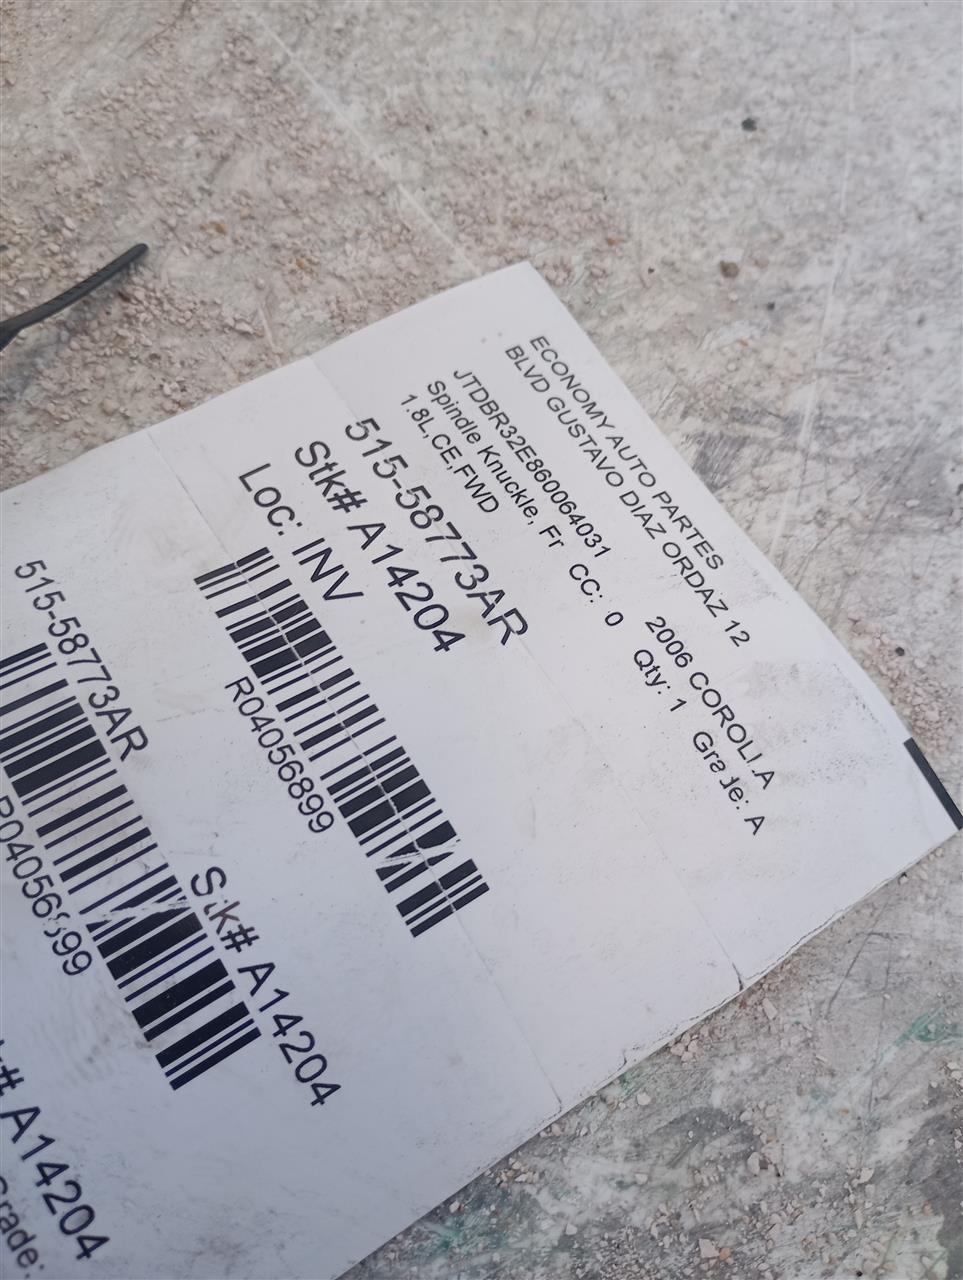 ECONOMY AUTO PARTES
BLVD GUSTAVO DIAZ ORDAZ 12
JTDBR32E860064031 2006 COROLLA
Spindle Knuckle, Fr CC: 0 Qty: 1 Grade: A
1.8L,CE,FWD
515-58773AR
Stk# A14204
Loc: INV
R04056899
515-58773AR
Stk# A14204
R04056899
# A14204
Grade: